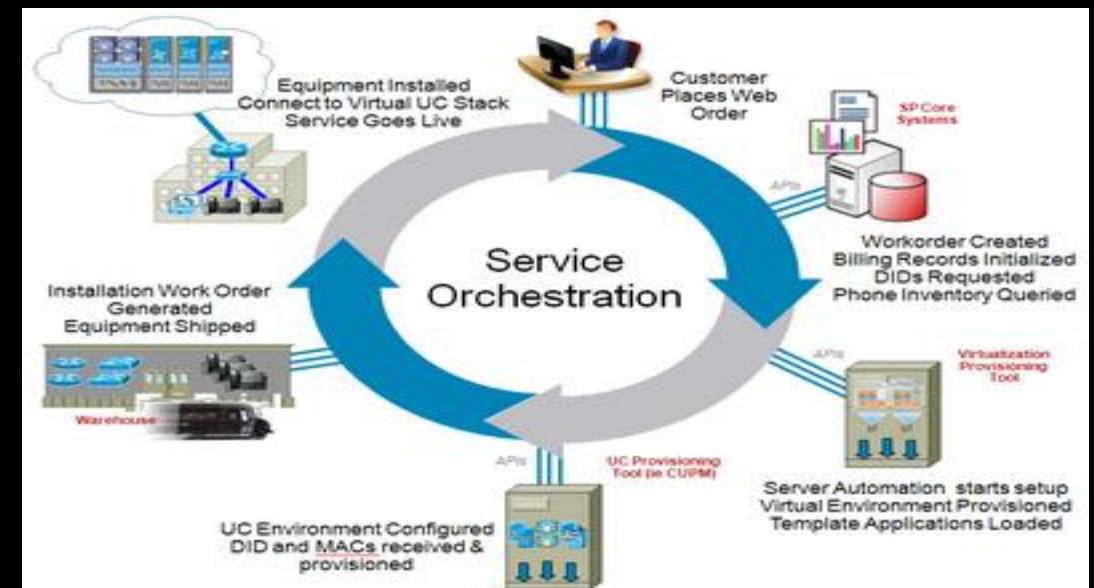 Equipment Installed
Connect to Virtual UC Stack
Service Goes Live
Customer
Places Web
Order
SP Core
Systems
APIs
Workorder Created
Billing Records Initialized
DIDs Requested
Phone Inventory Queried
Service
Orchestration
Installation Work Order
Generated
Equipment Shipped
Warehouse
APIs
Virtualization
Provisioning
Tool
Server Automation starts setup
Virtual Environment Provisioned
Template Applications Loaded
APIs
UC Provisioning
Tool (ie CUPM)
UC Environment Configured
DID and MACs received &
provisioned